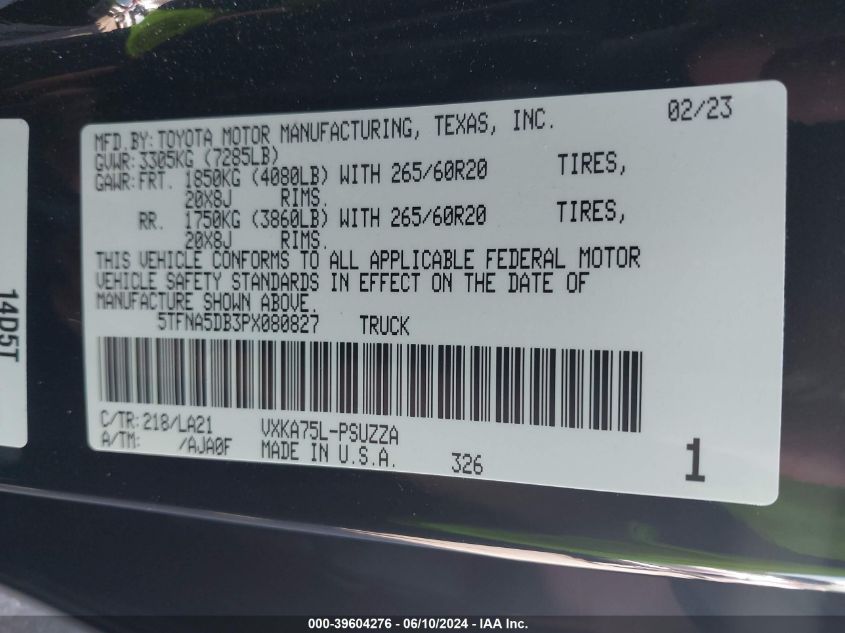 MFD.BY:TOYOTA MOTOR MANUFACTURING, TEXAS, INC. 02/23
GVWR:3305KG (7285LB)
GAWR:FRT. 1850KG (4080LB) WITH 265/60R20 TIRES,
20X8J RIMS.
RR. 1750KG (3860LB) WITH 265/60R20 TIRES,
20X8J RIMS.
THIS VEHICLE CONFORMS TO ALL APPLICABLE FEDERAL MOTOR
VEHICLE SAFETY STANDARDS IN EFFECT ON THE DATE OF
MANUFACTURE SHOWN ABOVE.
5TFNA5DB3PX080827 TRUCK
C/TR:218/LA21 VXKA75L-PSUZZA
A/TM: /AJA0F MADE IN U.S.A. 326 1
14D5T
000-39604276 - 06/10/2024 - IAA Inc.